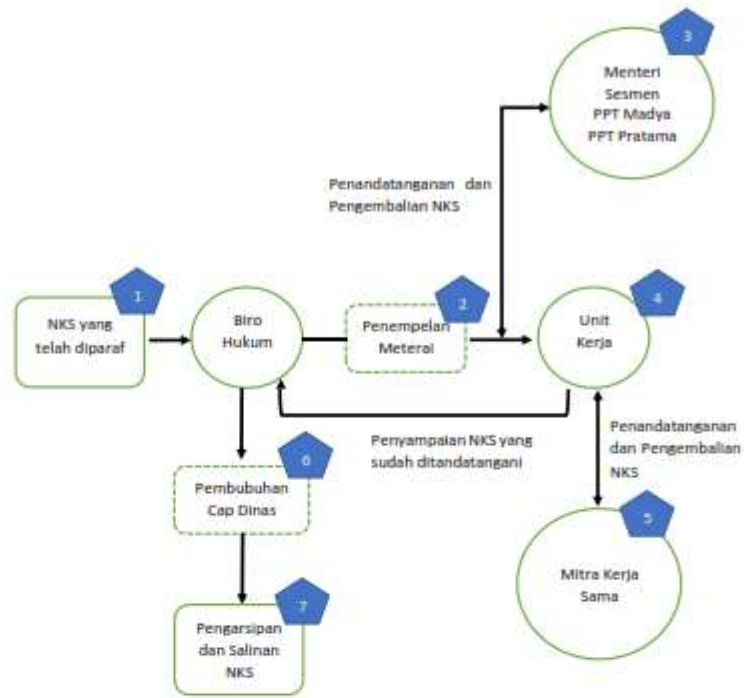 3
Menteri
Sesmen
PPT Madya
PPT Pratama
Penandatanganan dan
Pengembalian NKS
1
NKS yang
telah diparaf
Biro
Hukum
2
Penempelan
Meterai
4
Unit
Kerja
Penyampaian NKS yang
sudah ditandatangani
Penandatanganan
dan Pengembalian
NKS
6
Pembubuhan
Cap Dinas
5
Mitra Kerja
Sama
7
Pengarsipan
dan Salinan
NKS